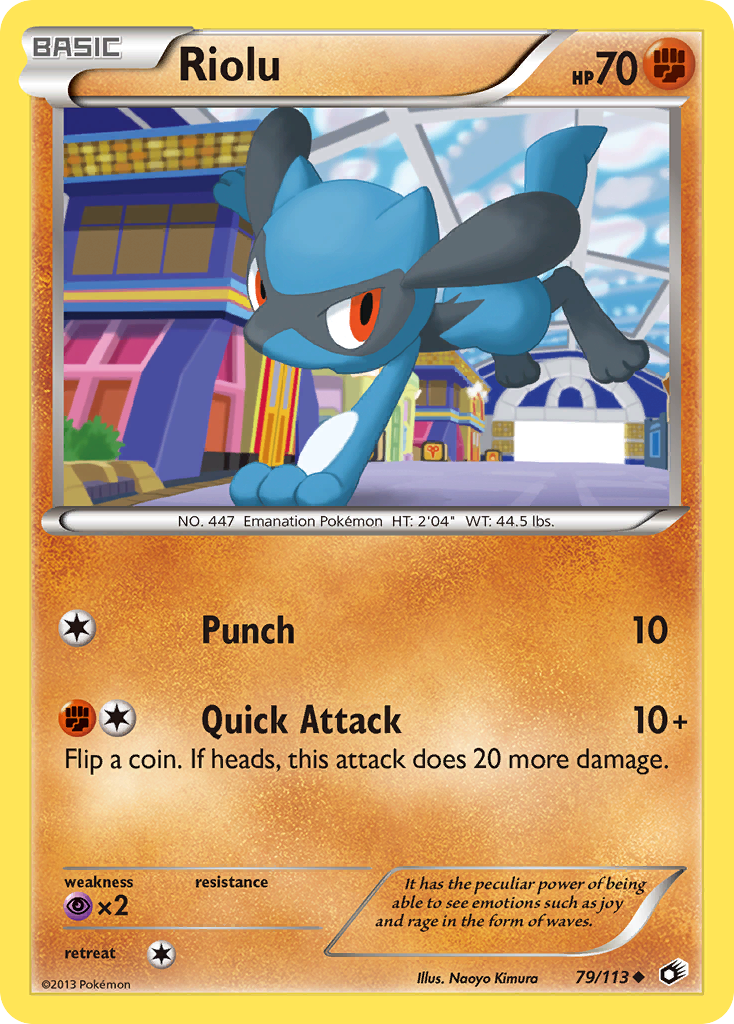 BASIC
Riolu
HP 70
NO. 447 Emanation Pokémon HT: 2'04" WT: 44.5 lbs.
Punch 10
Quick Attack 10+
Flip a coin. If heads, this attack does 20 more damage.
weakness
resistance
×2
It has the peculiar power of being
able to see emotions such as joy
and rage in the form of waves.
retreat
©2013 Pokémon
Illus. Naoyo Kimura
79/113